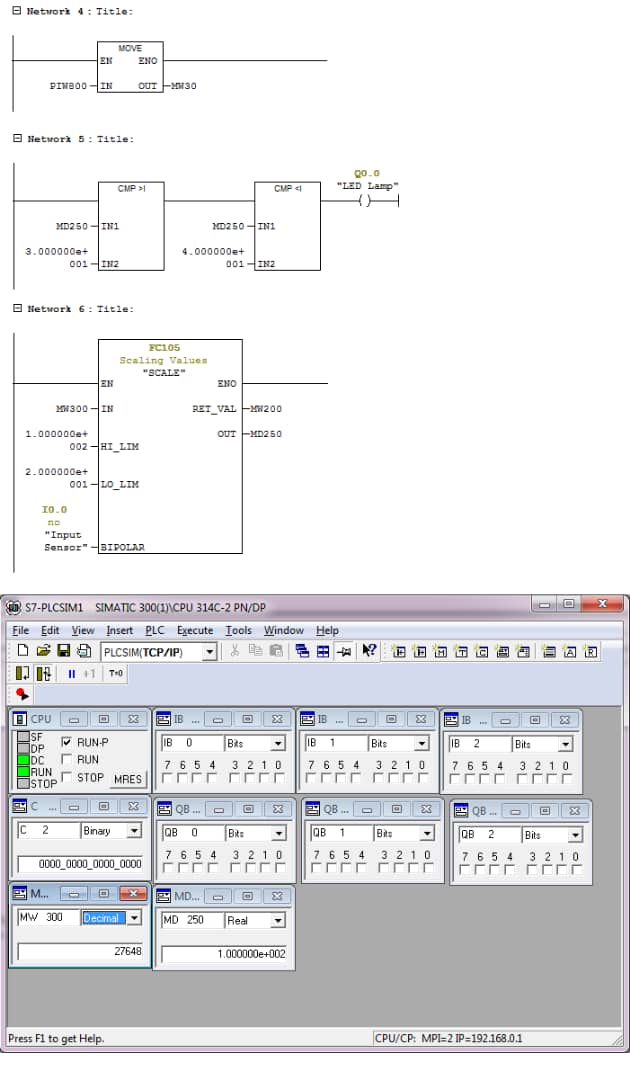 Network 4 : Title:
MOVE
EN ENO
PIW800 IN OUT MW30
Network 5 : Title:
Q0.0
CMP >I CMP <I "LED Lamp"
( )
MD250 IN1 MD250 IN1
3.000000e+ 4.000000e+
001 IN2 001 IN2
Network 6 : Title:
FC105
Scaling Values
"SCALE"
EN ENO
MW300 IN RET_VAL MW200
1.000000e+ OUT MD250
002 HI_LIM
2.000000e+
001 LO_LIM
I0.0
no
"Input
Sensor" BIPOLAR
S7-PLCSIM1 SIMATIC 300(1)\CPU 314C-2 PN/DP
File Edit View Insert PLC Execute Tools Window Help
PLCSIM(TCP/IP)
+1 T=0
CPU IB ... IB ... IB ...
SF
DP RUN-P
DC RUN
RUN STOP MRES
STOP
IB 0 Bits IB 1 Bits IB 2 Bits
7 6 5 4 3 2 1 0 7 6 5 4 3 2 1 0 7 6 5 4 3 2 1 0
C ... QB ... QB ... QB ...
C 2 Binary QB 0 Bits QB 1 Bits QB 2 Bits
7 6 5 4 3 2 1 0 7 6 5 4 3 2 1 0 7 6 5 4 3 2 1 0
0000_0000_0000_0000
M... MD...
MW 300 Decimal MD 250 Real
27648 1.000000e+002
Press F1 to get Help. CPU/CP: MPI=2 IP=192.168.0.1